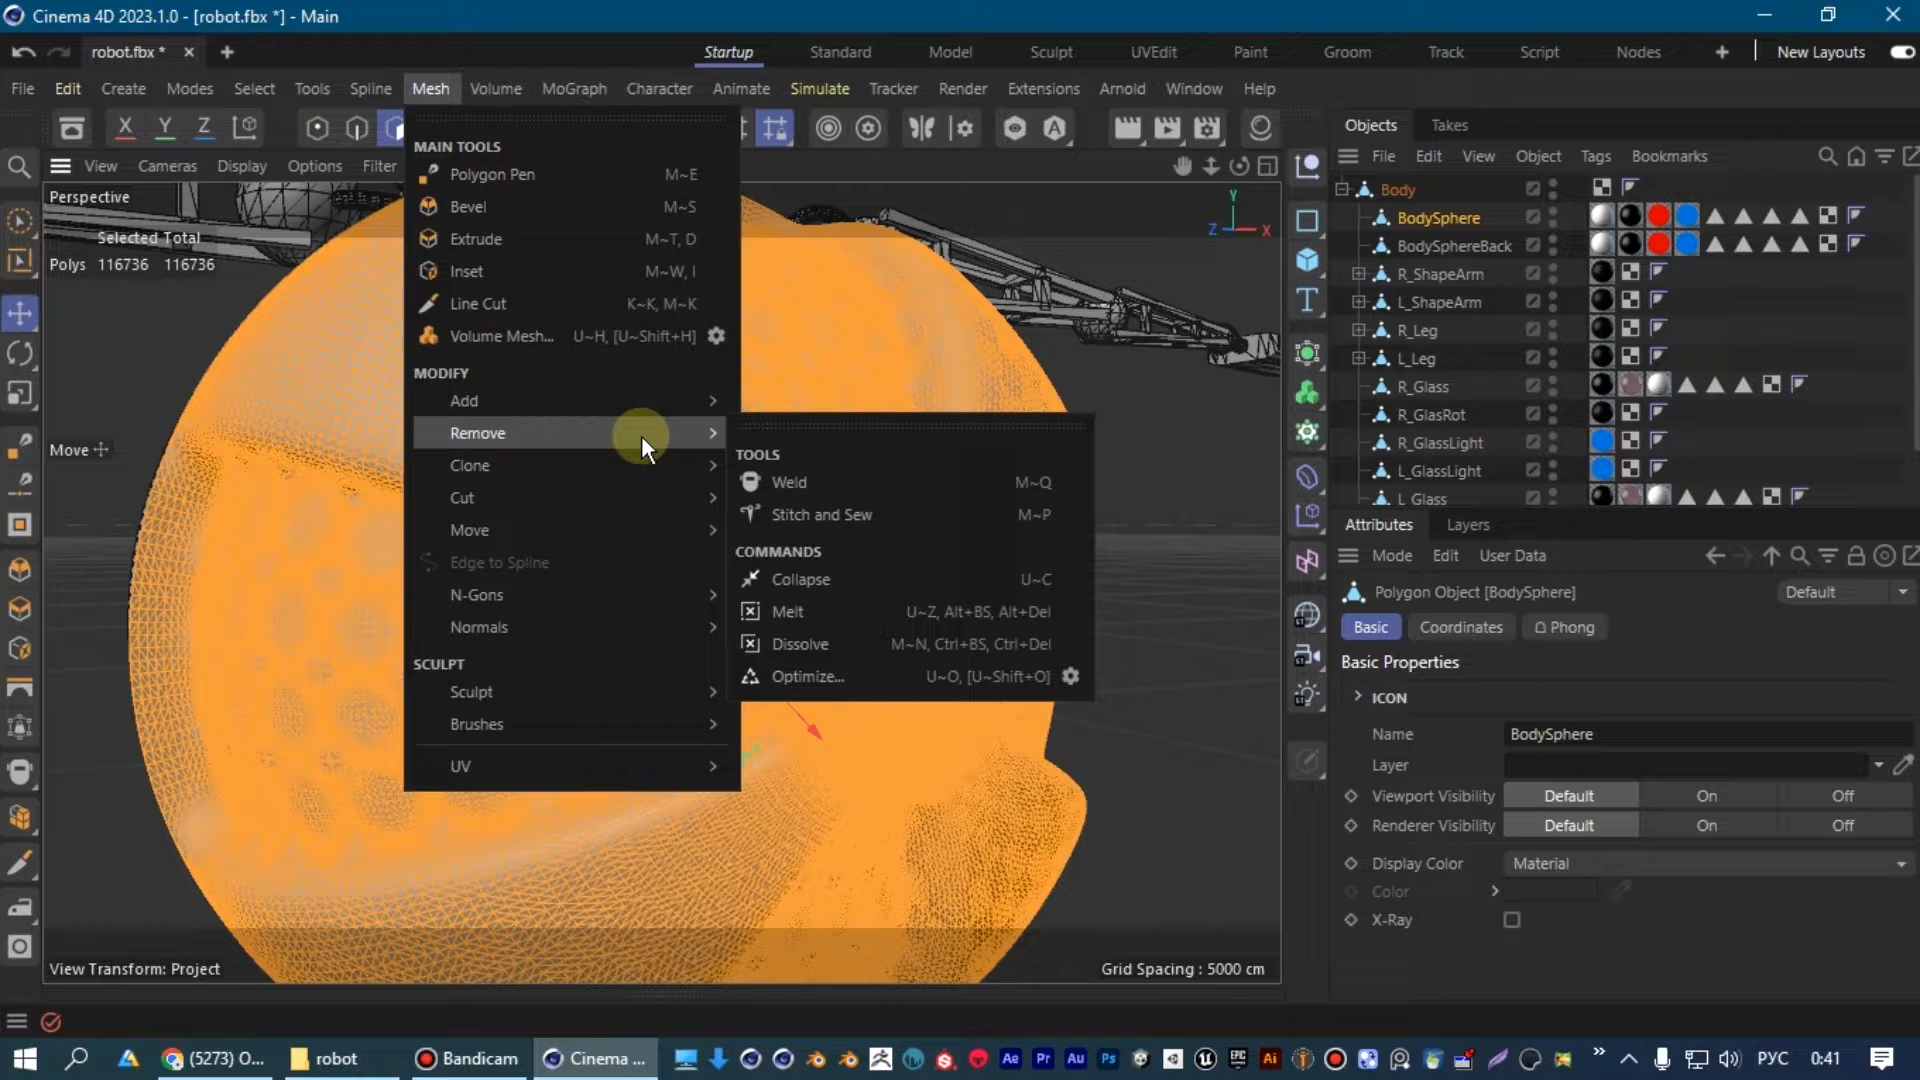 Cinema 4D 2023.1.0 - [robot.fbx *] - Main
robot.fbx *
Startup
Standard
Model
Sculpt
UVEdit
Paint
Groom
Track
Script
Nodes
New Layouts
File
Edit
Create
Modes
Select
Tools
Spline
Mesh
Volume
MoGraph
Character
Animate
Simulate
Tracker
Render
Extensions
Arnold
Window
Help
X Y Z
View
Cameras
Display
Options
Filter
Perspective
Selected Total
Polys 116736 116736
Move
MAIN TOOLS
Polygon Pen M~E
Bevel M~S
Extrude M~T, D
Inset M~W, I
Line Cut K~K, M~K
Volume Mesh... U~H, [U~Shift+H]
MODIFY
Add
Remove
Clone
Cut
Move
Edge to Spline
N-Gons
Normals
SCULPT
Sculpt
Brushes
UV
TOOLS
Weld M~Q
Stitch and Sew M~P
COMMANDS
Collapse U~C
Melt U~Z, Alt+BS, Alt+Del
Dissolve M~N, Ctrl+BS, Ctrl+Del
Optimize... U~O, [U~Shift+O]
Y
Z X
View Transform: Project
Grid Spacing : 5000 cm
Objects
Takes
File
Edit
View
Object
Tags
Bookmarks
Body
BodySphere
BodySphereBack
R_ShapeArm
L_ShapeArm
R_Leg
L_Leg
R_Glass
R_GlasRot
R_GlassLight
L_GlassLight
L_Glass
Attributes
Layers
Mode
Edit
User Data
Polygon Object [BodySphere]
Default
Basic
Coordinates
Phong
Basic Properties
ICON
Name BodySphere
Layer
Viewport Visibility Default On Off
Renderer Visibility Default On Off
Display Color Material
Color
X-Ray
(5273) O...
robot
Bandicam
Cinema ...
Ae
Pr
Au
Ps
EPIC
Ai
РУС
0:41